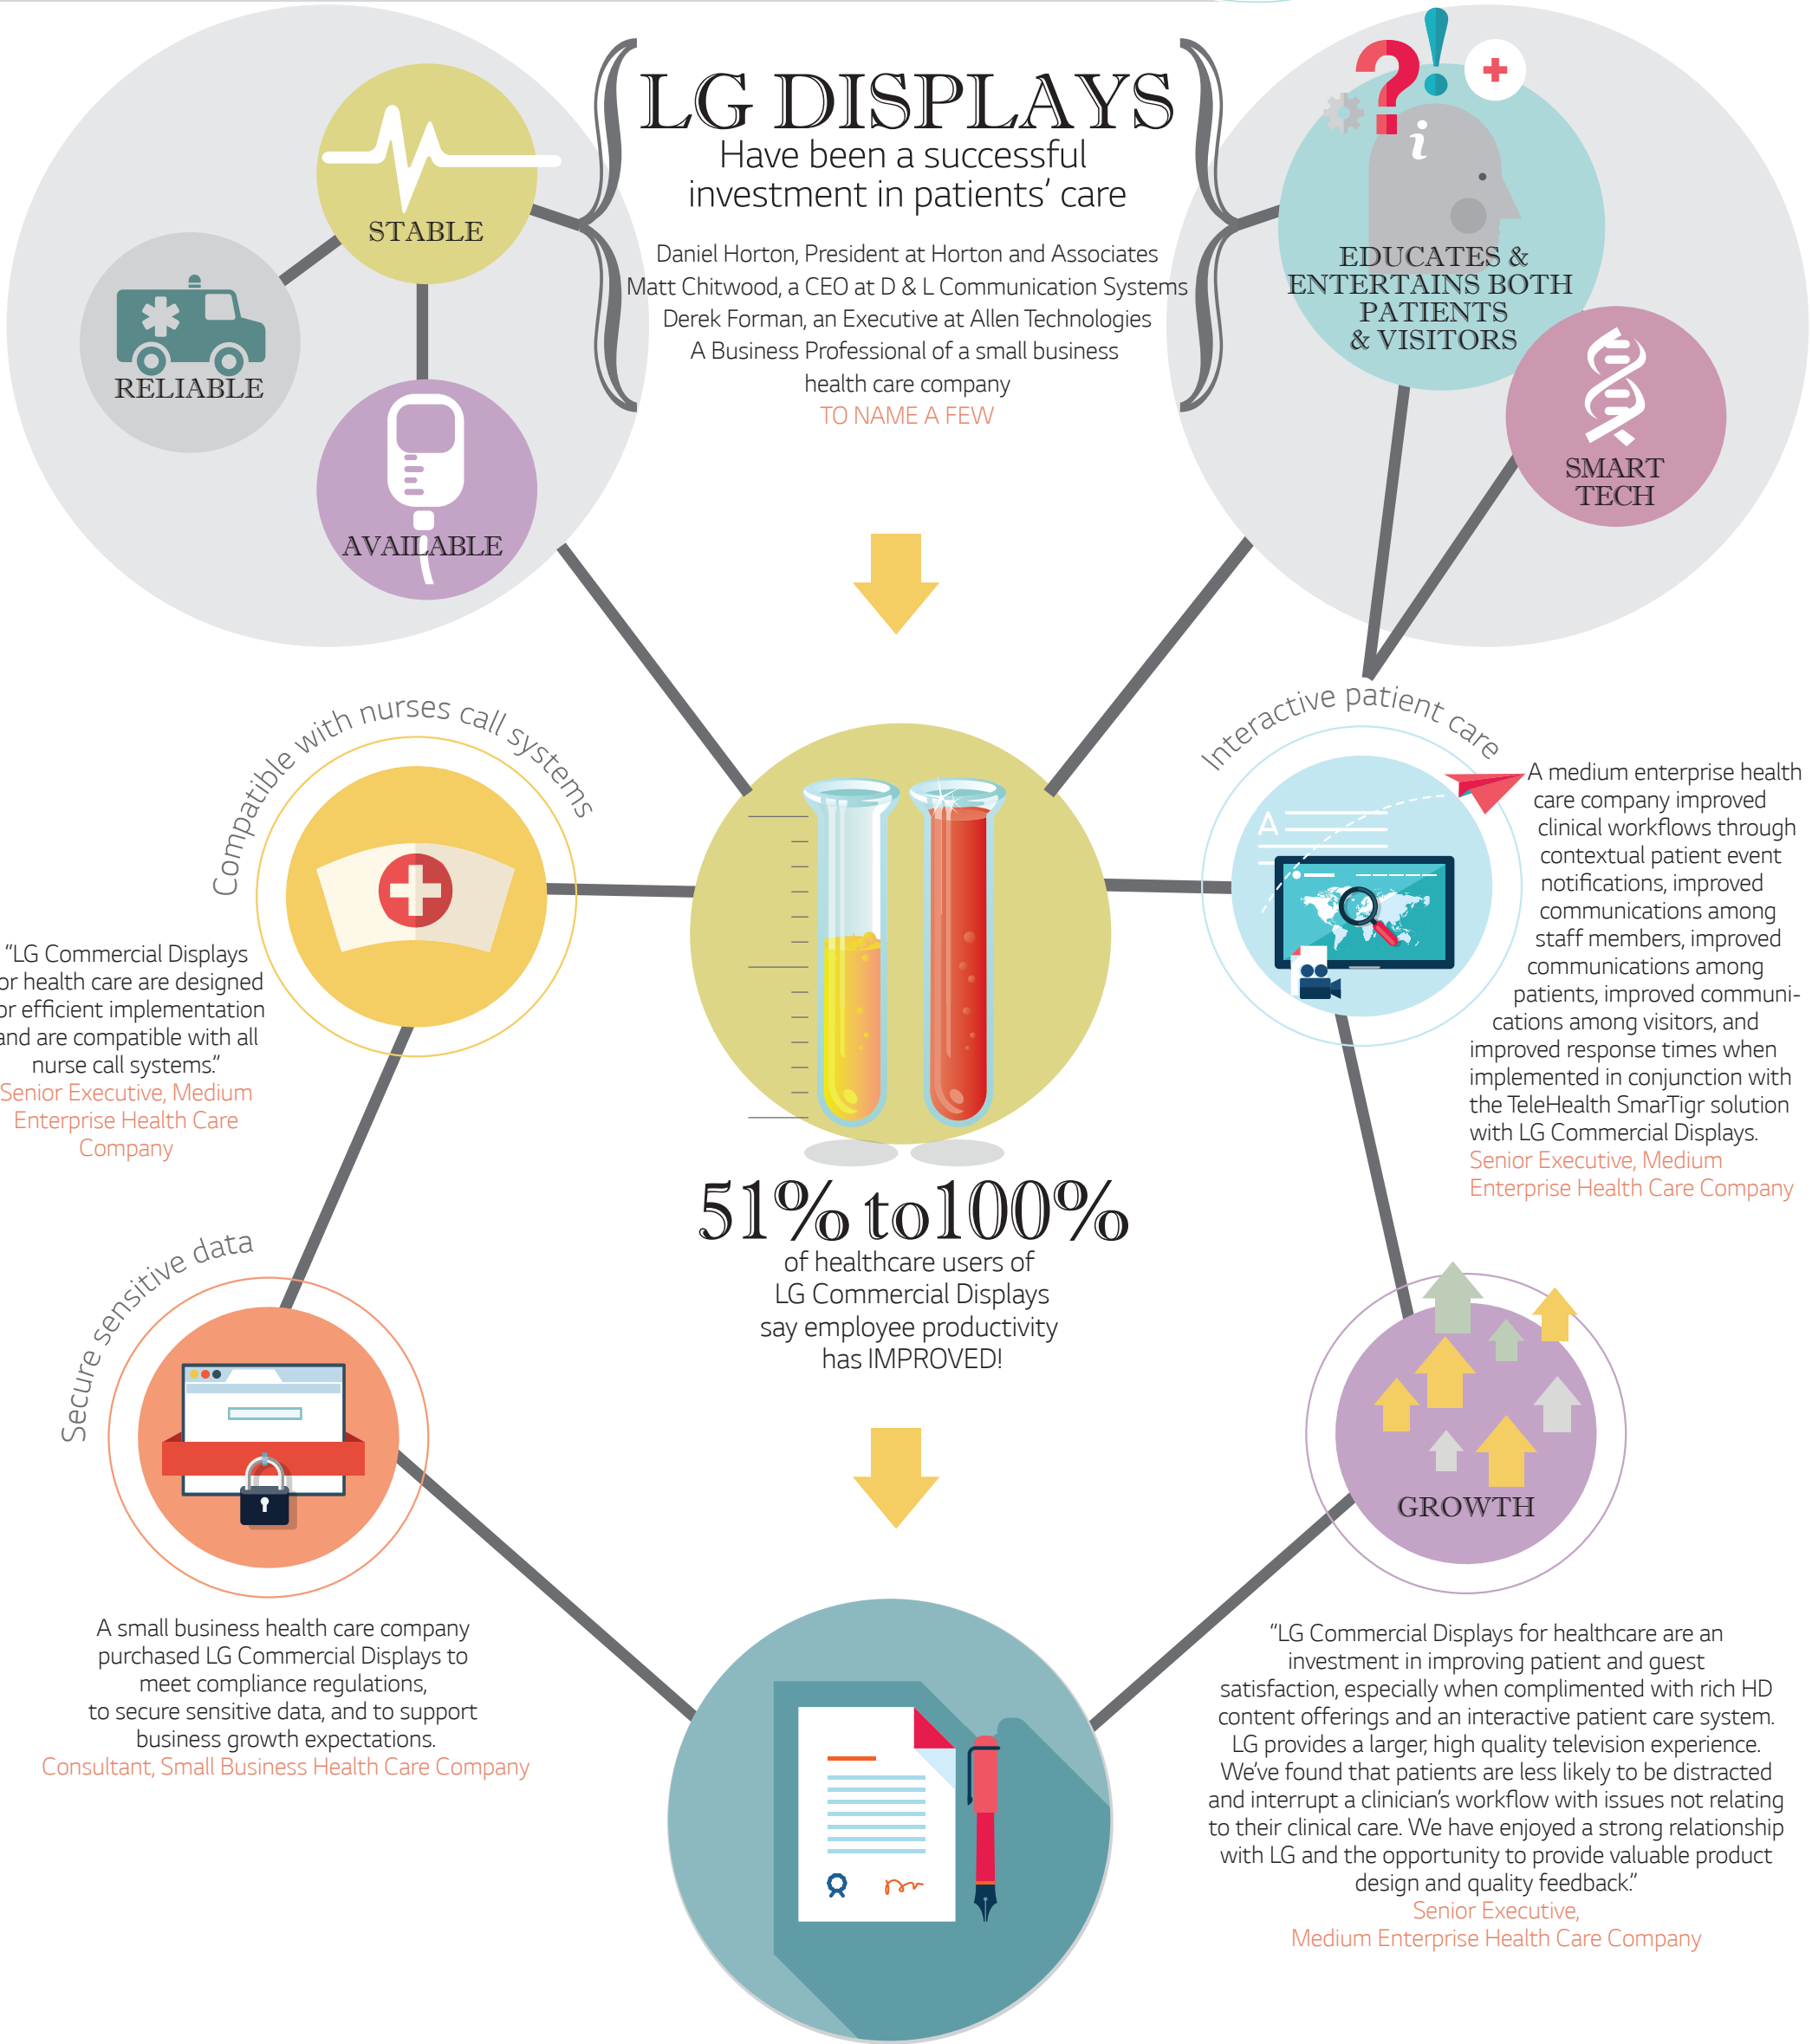 LG DISPLAYS
Have been a successful
investment in patients' care
Daniel Horton, President at Horton and Associates
Matt Chitwood, a CEO at D & L Communication Systems
Derek Forman, an Executive at Allen Technologies
A Business Professional of a small business
health care company
TO NAME A FEW
STABLE
RELIABLE
AVAILABLE
i
EDUCATES &
ENTERTAINS BOTH
PATIENTS
& VISITORS
SMART
TECH
Compatible with nurses call systems
"LG Commercial Displays
or health care are designed
or efficient implementation
and are compatible with all
nurse call systems."
Senior Executive, Medium
Enterprise Health Care
Company
Interactive patient care
A
A medium enterprise health
care company improved
clinical workflows through
contextual patient event
notifications, improved
communications among
staff members, improved
communications among
patients, improved communi-
cations among visitors, and
improved response times when
implemented in conjunction with
the TeleHealth SmarTigr solution
with LG Commercial Displays.
Senior Executive, Medium
Enterprise Health Care Company
51% to100%
of healthcare users of
LG Commercial Displays
say employee productivity
has IMPROVED!
Secure sensitive data
A small business health care company
purchased LG Commercial Displays to
meet compliance regulations,
to secure sensitive data, and to support
business growth expectations.
Consultant, Small Business Health Care Company
GROWTH
"LG Commercial Displays for healthcare are an
investment in improving patient and guest
satisfaction, especially when complimented with rich HD
content offerings and an interactive patient care system.
LG provides a larger, high quality television experience.
We've found that patients are less likely to be distracted
and interrupt a clinician's workflow with issues not relating
to their clinical care. We have enjoyed a strong relationship
with LG and the opportunity to provide valuable product
design and quality feedback."
Senior Executive,
Medium Enterprise Health Care Company